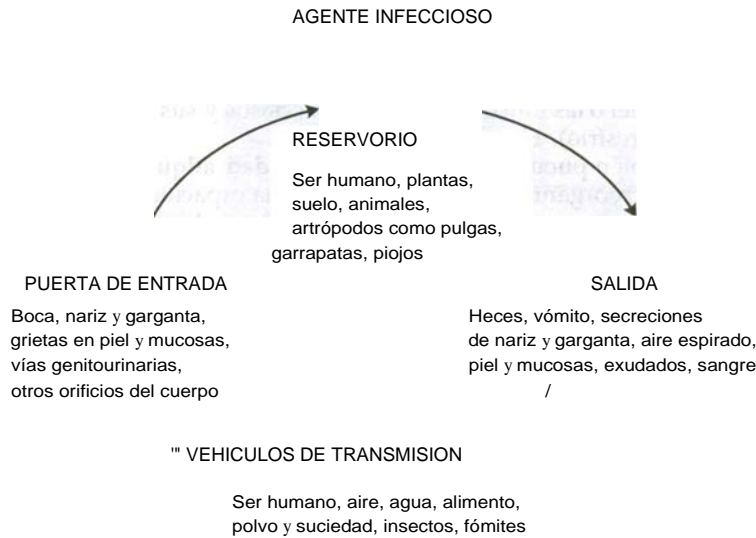 AGENTE INFECCIOSO
RESERVORIO
Ser humano, plantas,
suelo, animales,
artrópodos como pulgas,
garrapatas, piojos
PUERTA DE ENTRADA
Boca, nariz y garganta,
grietas en piel y mucosas,
vías genitourinarias,
otros orificios del cuerpo
SALIDA
Heces, vómito, secreciones
de nariz y garganta, aire espirado,
piel y mucosas, exudados, sangre
/
'" VEHICULOS DE TRANSMISION
Ser humano, aire, agua, alimento,
polvo y suciedad, insectos, fómites